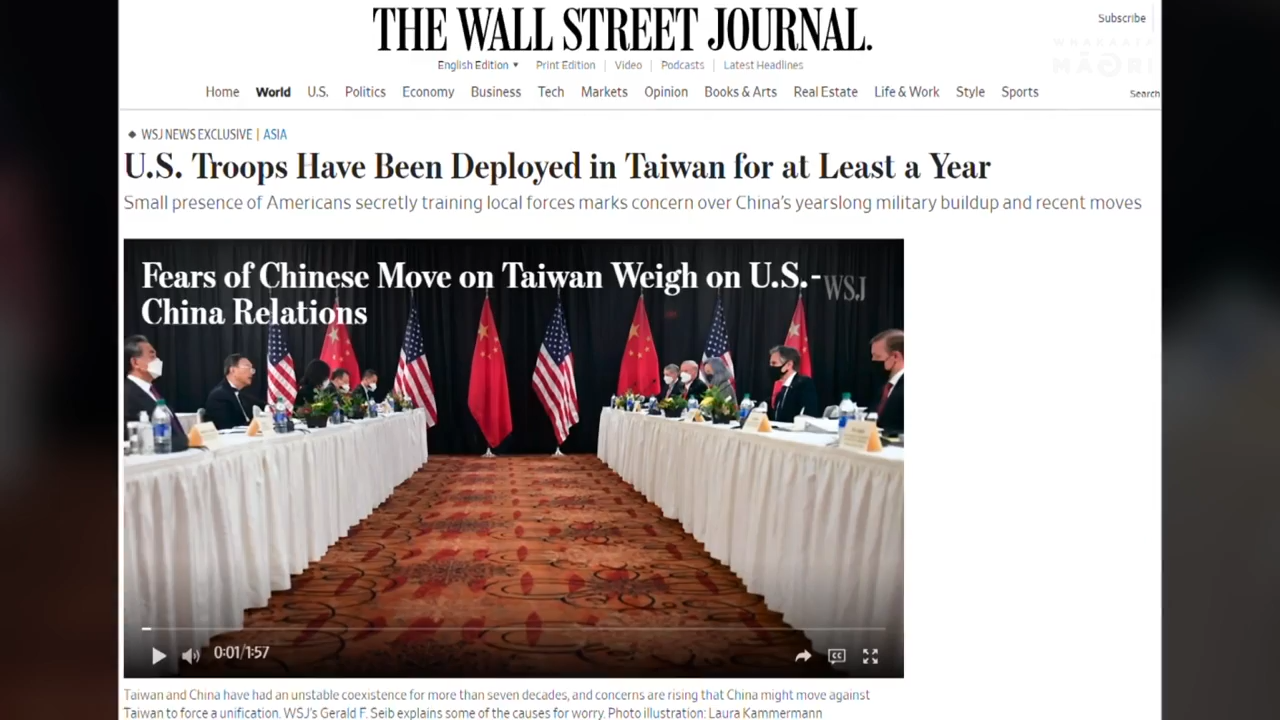 THE WALL STREET JOURNAL.
Subscribe
WHAKAATA
MĀORI
English Edition Print Edition Video Podcasts Latest Headlines
Home World U.S. Politics Economy Business Tech Markets Opinion Books & Arts Real Estate Life & Work Style Sports
Search
WSJ NEWS EXCLUSIVE | ASIA
U.S. Troops Have Been Deployed in Taiwan for at Least a Year
Small presence of Americans secretly training local forces marks concern over China's yearslong military buildup and recent moves
Fears of Chinese Move on Taiwan Weigh on U.S.-
China Relations
WSJ
0:01/1:57
CC
Taiwan and China have had an unstable coexistence for more than seven decades, and concerns are rising that China might move against
Taiwan to force a unification. WSJ's Gerald F. Seib explains some of the causes for worry. Photo illustration: Laura Kammermann